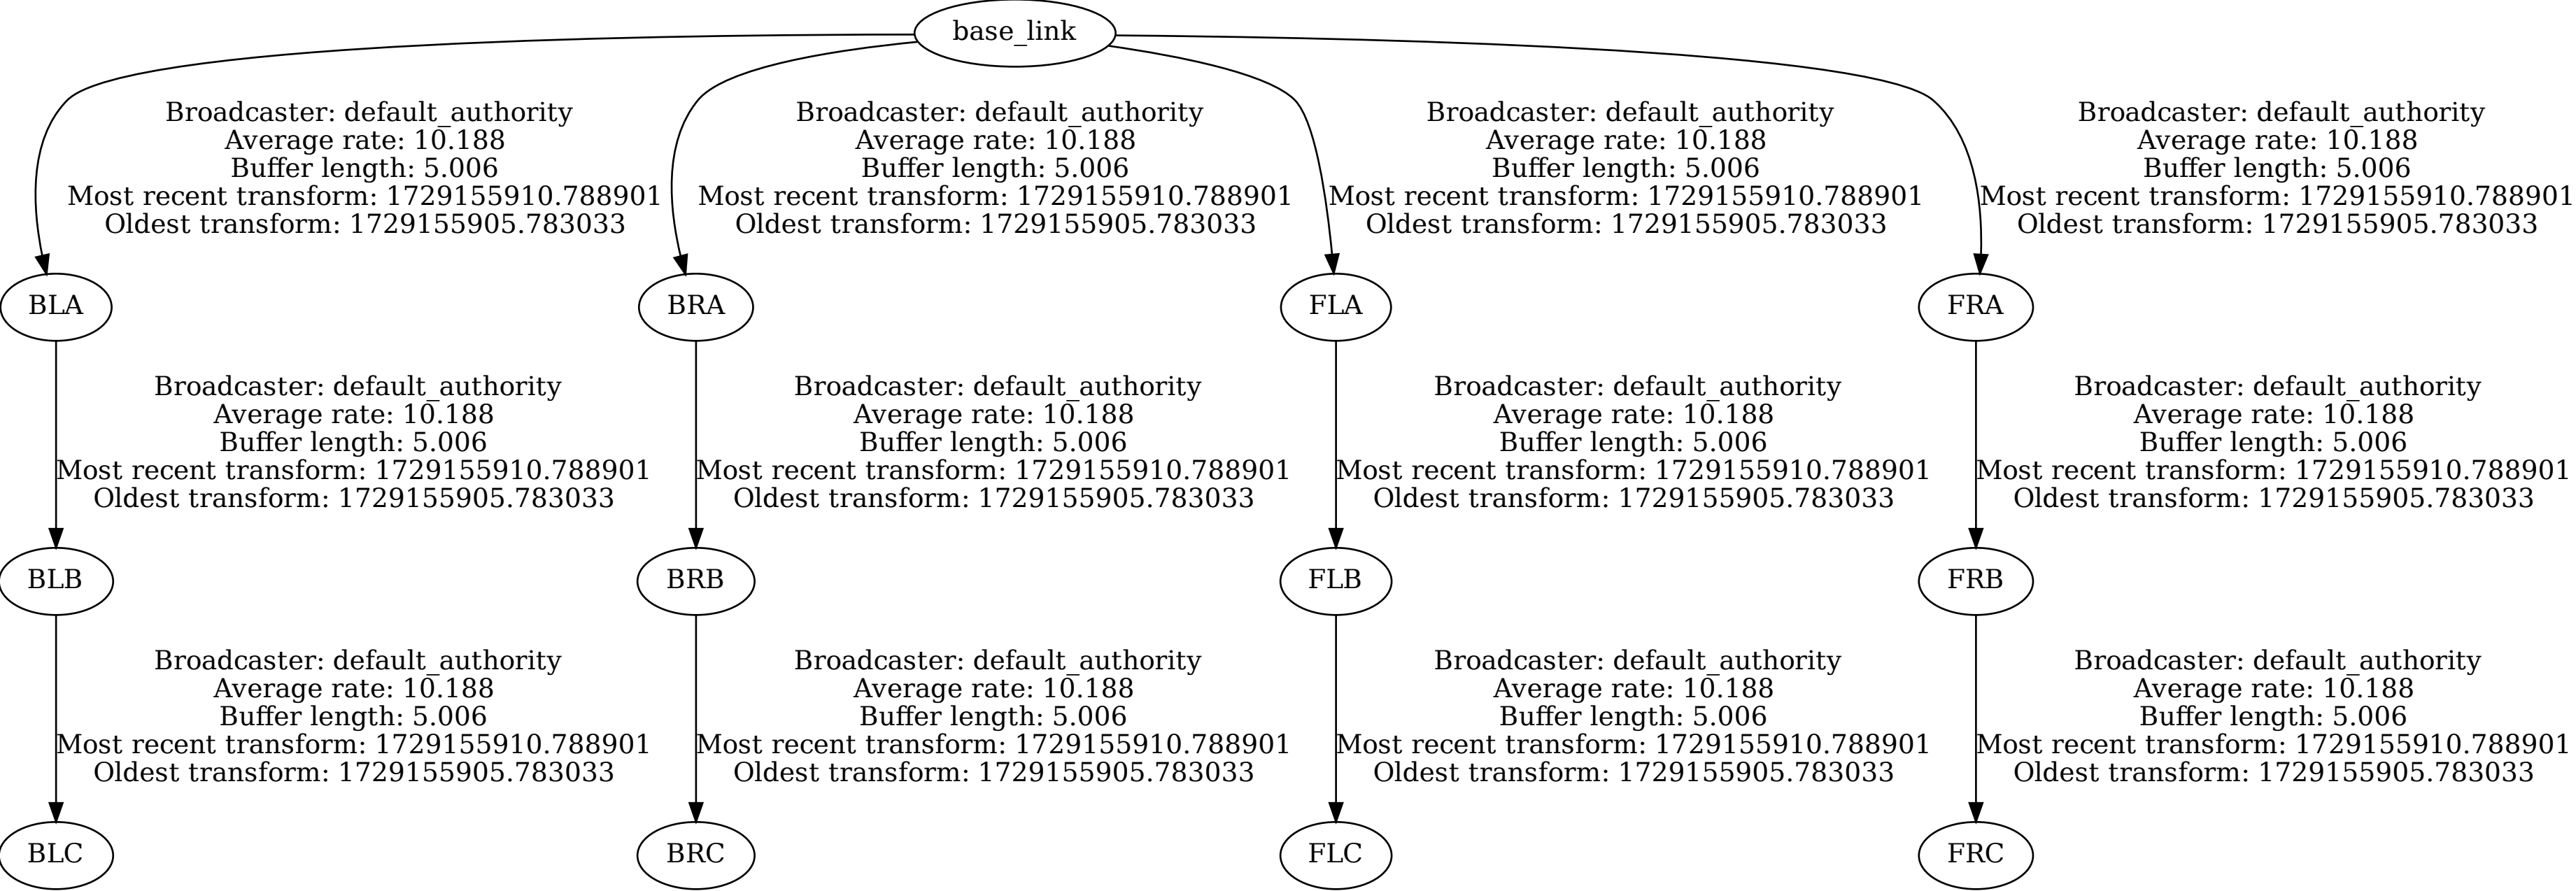 base_link
Broadcaster: default_authority
Average rate: 10.188
Buffer length: 5.006
Most recent transform: 1729155910.788901
Oldest transform: 1729155905.783033
Broadcaster: default_authority
Average rate: 10.188
Buffer length: 5.006
Most recent transform: 1729155910.788901
Oldest transform: 1729155905.783033
Broadcaster: default_authority
Average rate: 10.188
Buffer length: 5.006
Most recent transform: 1729155910.788901
Oldest transform: 1729155905.783033
Broadcaster: default_authority
Average rate: 10.188
Buffer length: 5.006
Most recent transform: 1729155910.788901
Oldest transform: 1729155905.783033
BLA
BRA
FLA
FRA
Broadcaster: default_authority
Average rate: 10.188
Buffer length: 5.006
Most recent transform: 1729155910.788901
Oldest transform: 1729155905.783033
Broadcaster: default_authority
Average rate: 10.188
Buffer length: 5.006
Most recent transform: 1729155910.788901
Oldest transform: 1729155905.783033
Broadcaster: default_authority
Average rate: 10.188
Buffer length: 5.006
Most recent transform: 1729155910.788901
Oldest transform: 1729155905.783033
Broadcaster: default_authority
Average rate: 10.188
Buffer length: 5.006
Most recent transform: 1729155910.788901
Oldest transform: 1729155905.783033
BLB
BRB
FLB
FRB
Broadcaster: default_authority
Average rate: 10.188
Buffer length: 5.006
Most recent transform: 1729155910.788901
Oldest transform: 1729155905.783033
Broadcaster: default_authority
Average rate: 10.188
Buffer length: 5.006
Most recent transform: 1729155910.788901
Oldest transform: 1729155905.783033
Broadcaster: default_authority
Average rate: 10.188
Buffer length: 5.006
Most recent transform: 1729155910.788901
Oldest transform: 1729155905.783033
Broadcaster: default_authority
Average rate: 10.188
Buffer length: 5.006
Most recent transform: 1729155910.788901
Oldest transform: 1729155905.783033
BLC
BRC
FLC
FRC